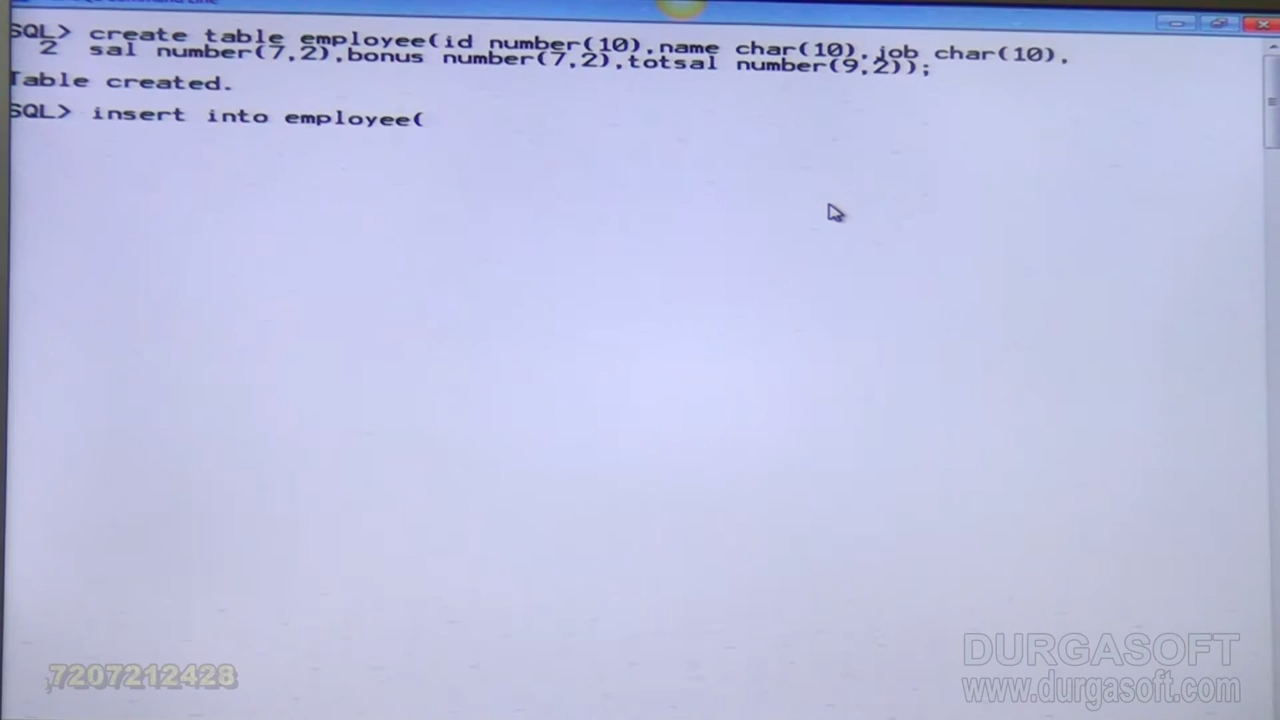 SQL> create table employee(id number(10),name char(10),job char(10),
2 sal number(7,2),bonus number(7,2),totsal number(9,2));
Table created.
SQL> insert into employee(
7207212428
DURGASOFT
www.durgasoft.com